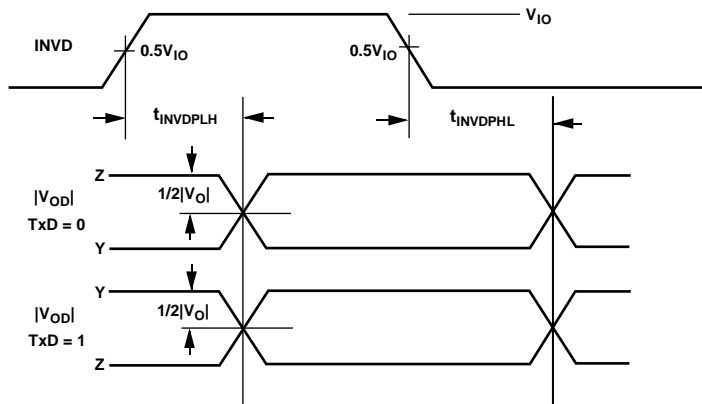 V_IO
INVD
0.5V_IO
0.5V_IO
t_INVDPLH
t_INVDPHL
Z
|V_OD|
TxD = 0
1/2|V_O|
Y
Y
|V_OD|
TxD = 1
1/2|V_O|
Z